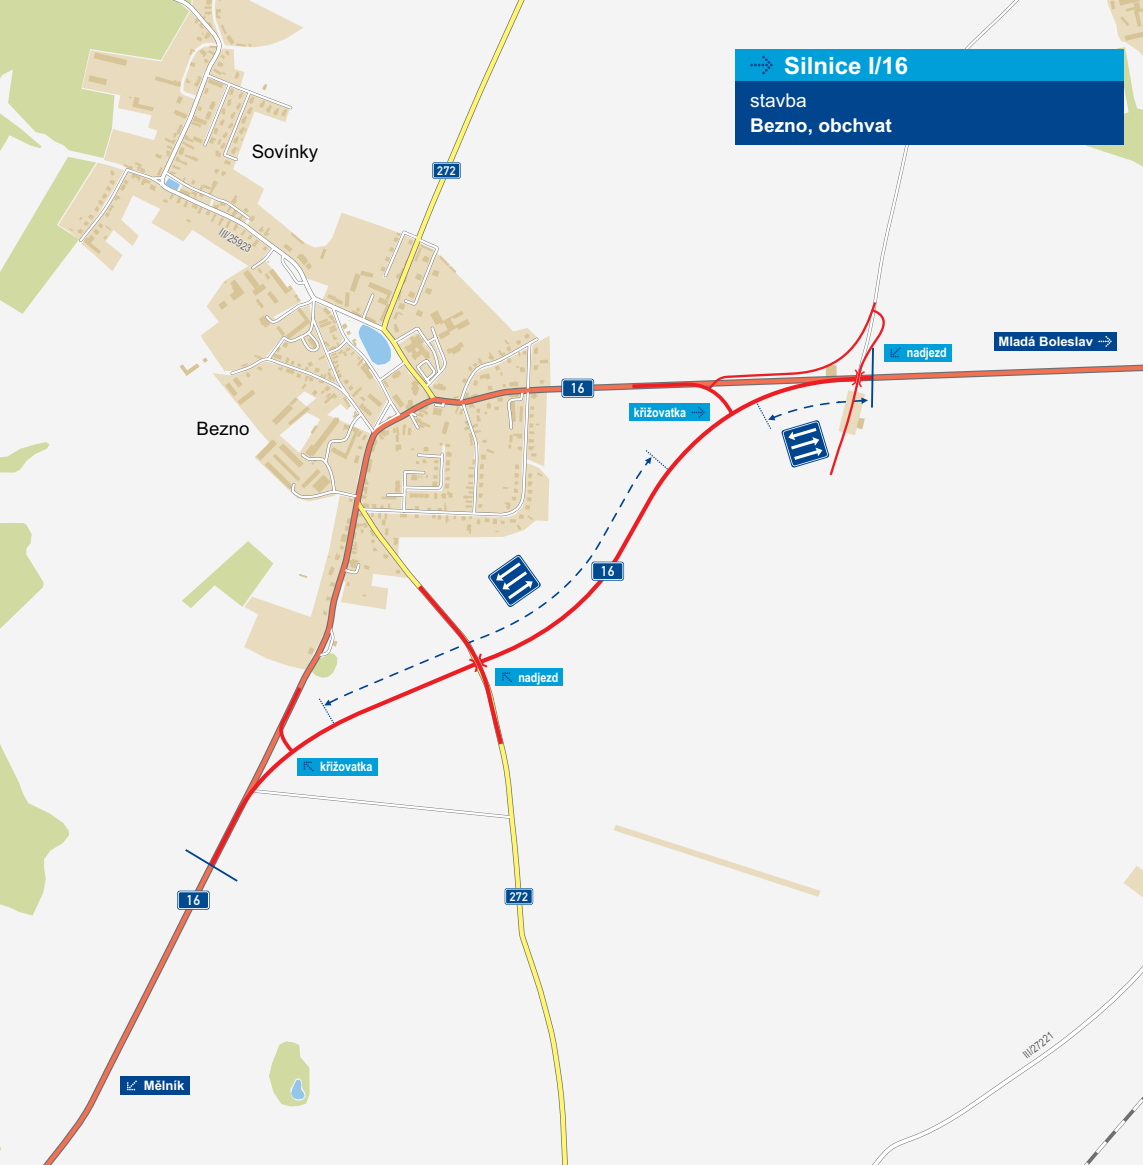 Silnice I/16
stavba
Bezno, obchvat
Sovínky
272
III/25923
Mladá Boleslav
nadjezd
16
křižovatka
Bezno
16
nadjezd
křižovatka
16
272
III/27221
Mělník